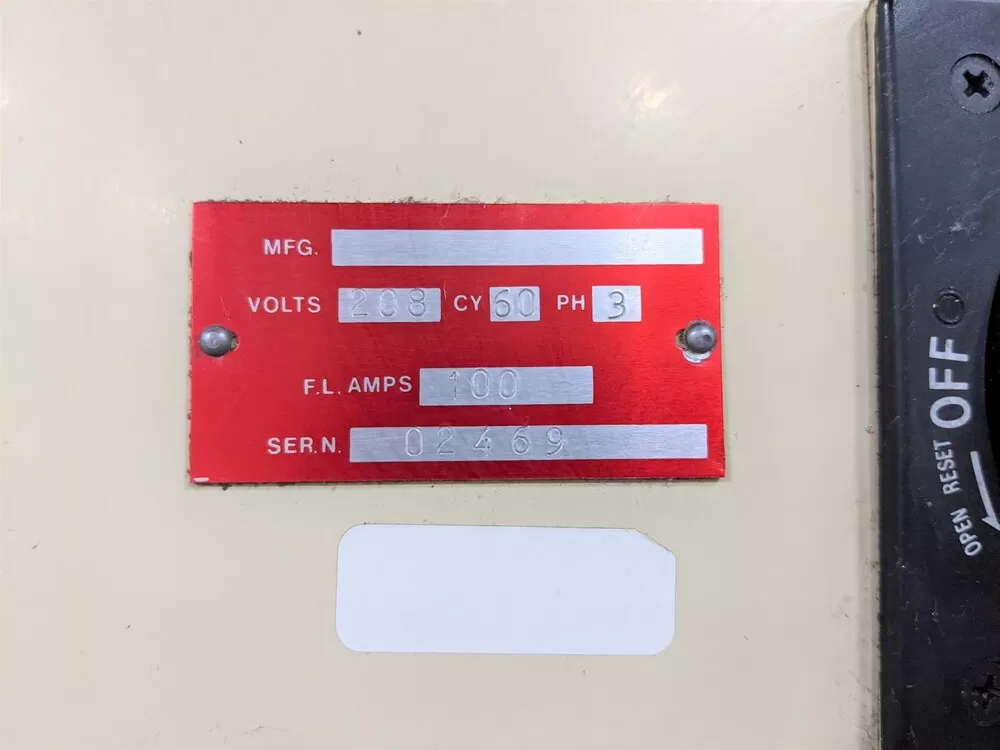 MFG.
VOLTS 208 CY 60 PH 3
F.L. AMPS 100
SER.N. 02469
OFF
OPEN RESET